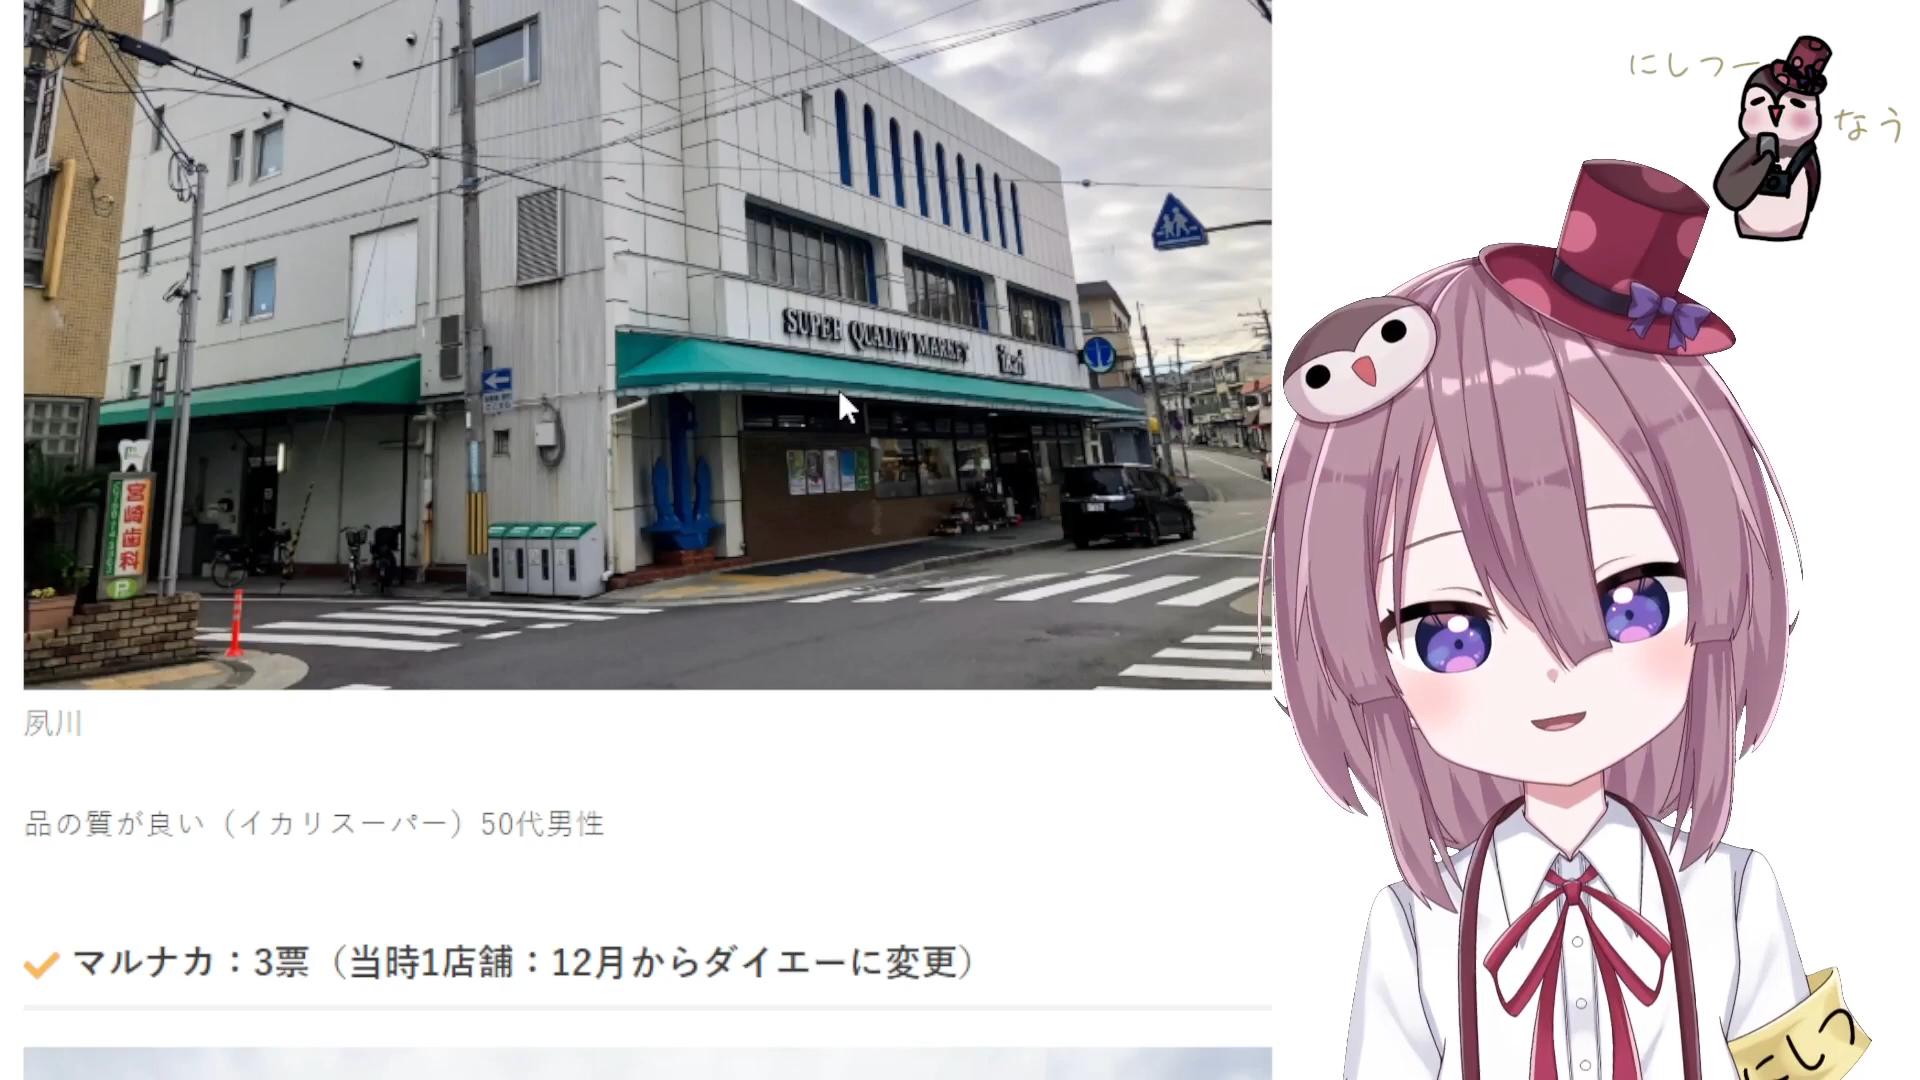 にしつー
なう
SUPER QUALITY MARKET ikari
宮崎歯科
P
夙川
品の質が良い（イカリスーパー）50代男性
マルナカ：3票（当時1店舗：12月からダイエーに変更）
にしつ